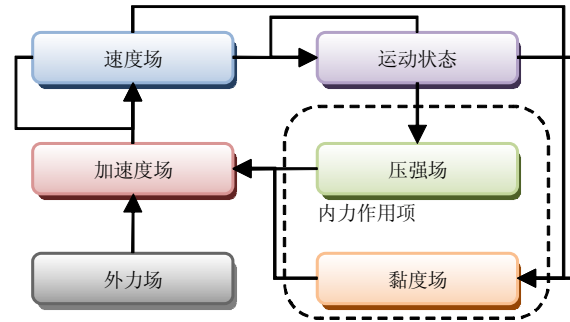 速度场
运动状态
加速度场
压强场
内力作用项
外力场
黏度场